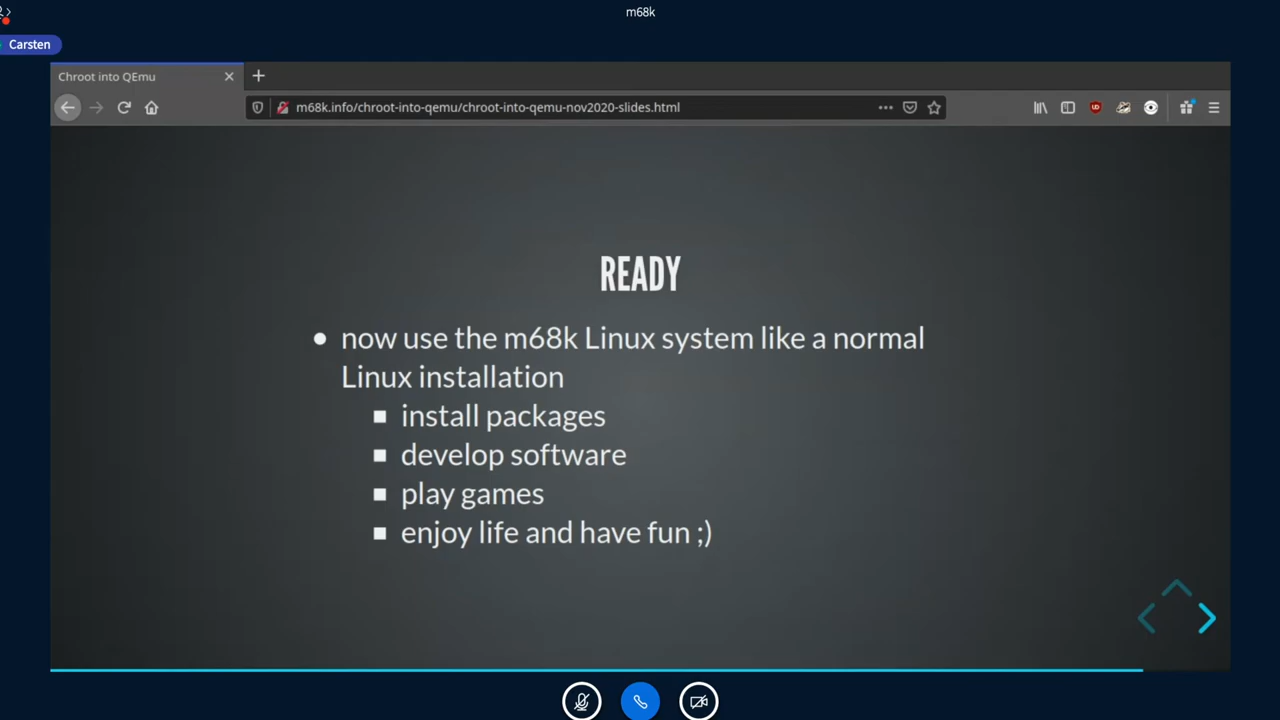 m68k
Carsten
Chroot into QEmu
m68k.info/chroot-into-qemu/chroot-into-qemu-nov2020-slides.html
READY
now use the m68k Linux system like a normal
Linux installation
install packages
develop software
play games
enjoy life and have fun ;)